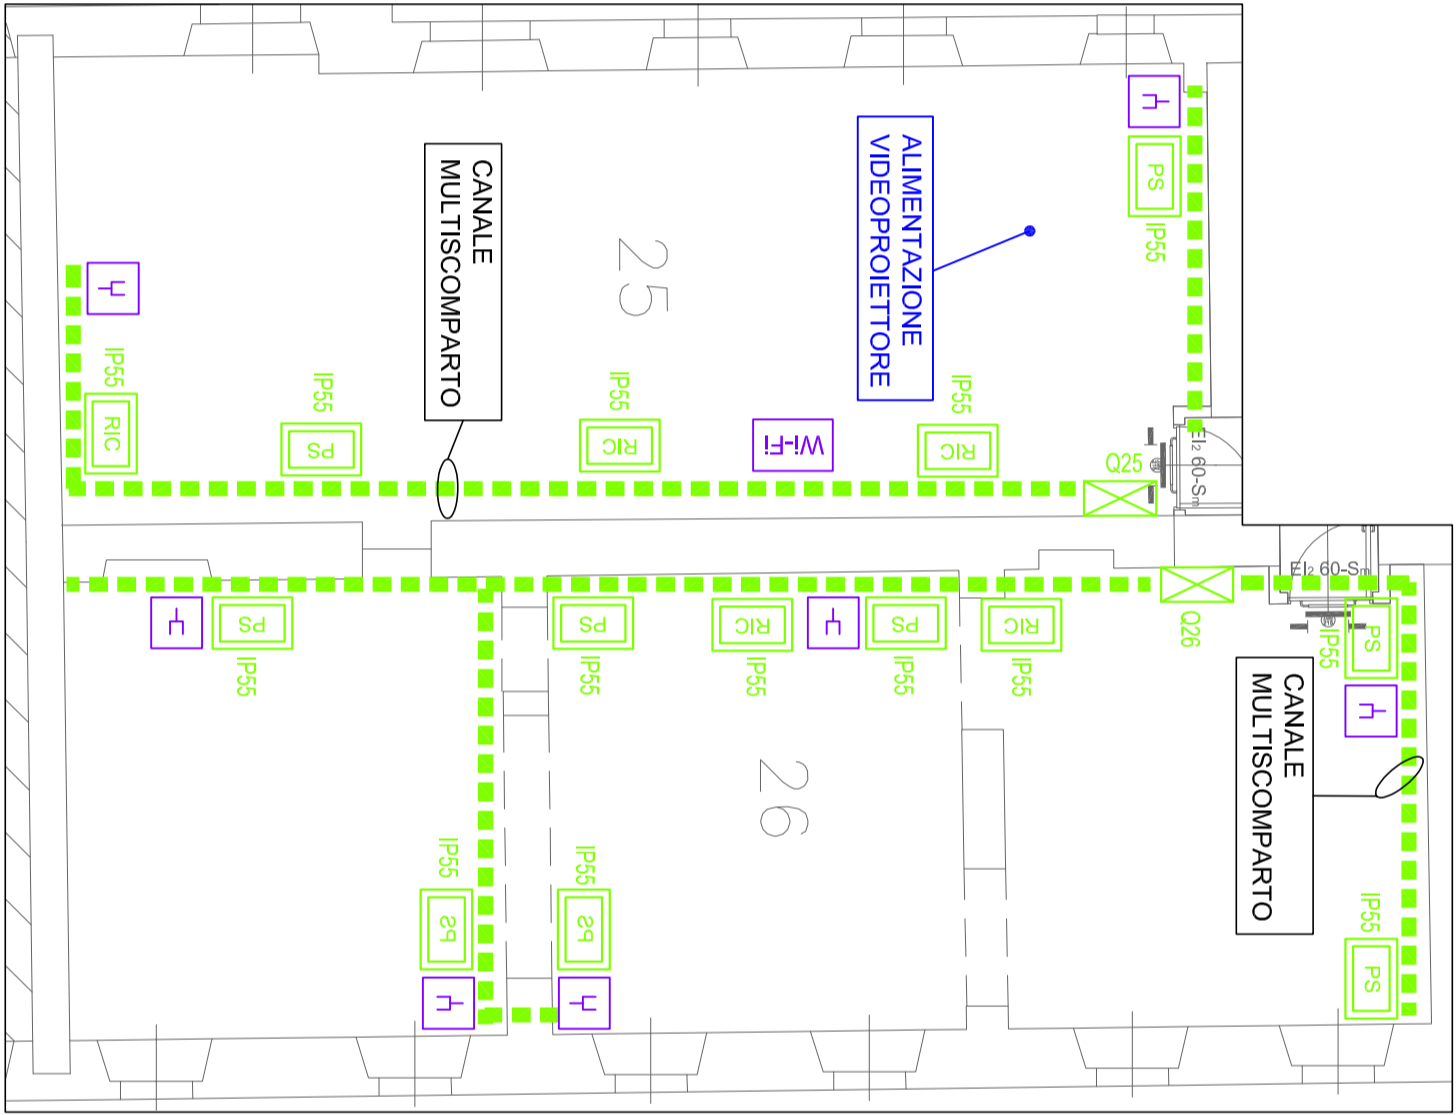 PS
IP55
ALIMENTAZIONE
VIDEOPROIETTORE
CANALE
MULTISCOMPARTO
25
IP55
RIC
IP55
PS
IP55
RIC
Wi-Fi
IP55
RIC
Q25
EI2 60-Sm
EI2 60-Sm
PS
IP55
PS
IP55
RIC
IP55
PS
IP55
RIC
IP55
Q26
IP55
PS
CANALE
MULTISCOMPARTO
26
IP55
PS
IP55
PS
IP55
PS